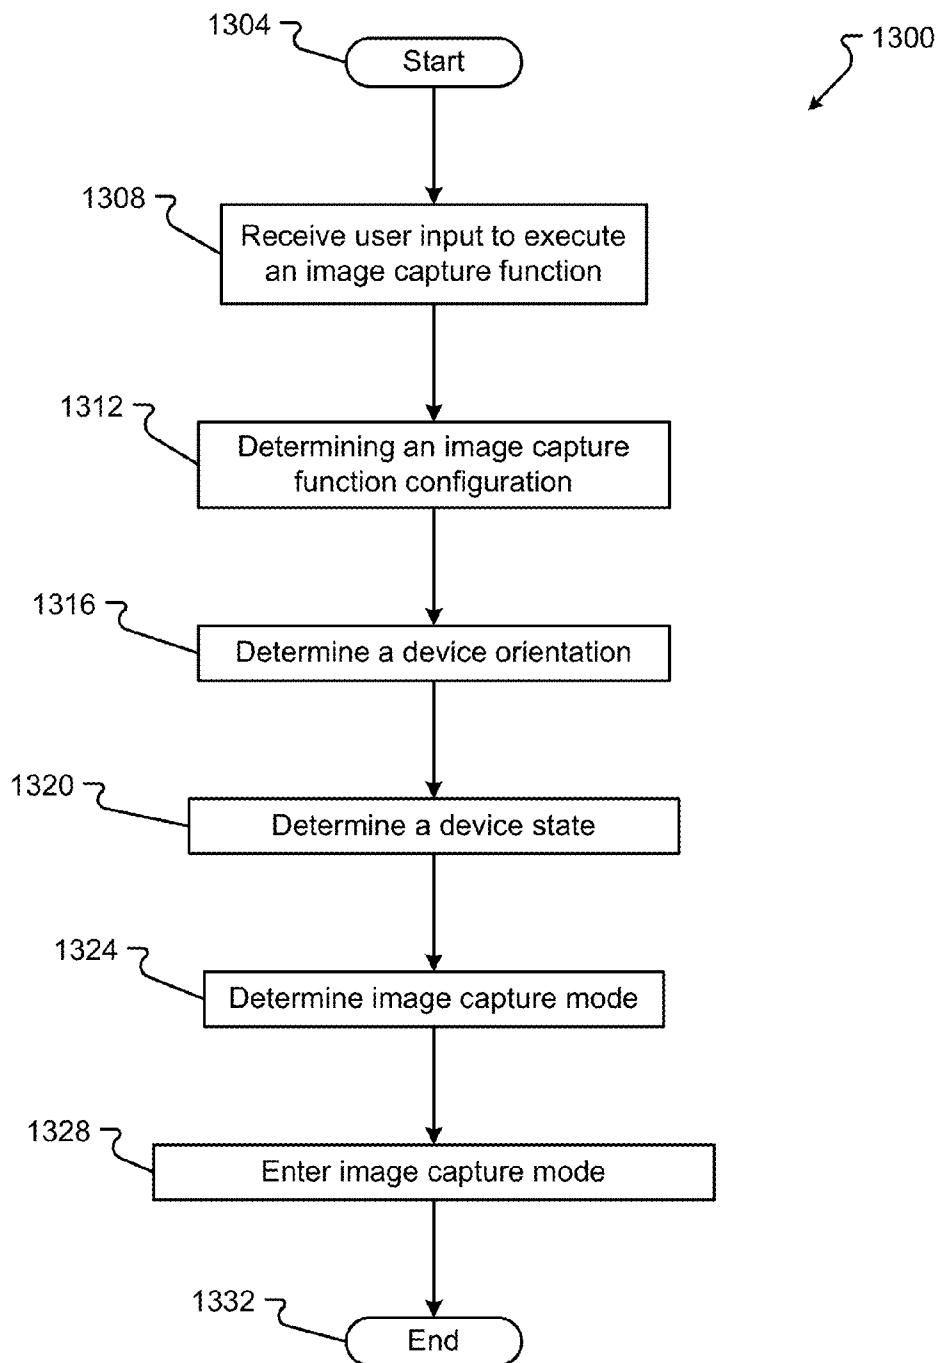 1304
Start
1300
1308
Receive user input to execute
an image capture function
1312
Determining an image capture
function configuration
1316
Determine a device orientation
1320
Determine a device state
1324
Determine image capture mode
1328
Enter image capture mode
1332
End